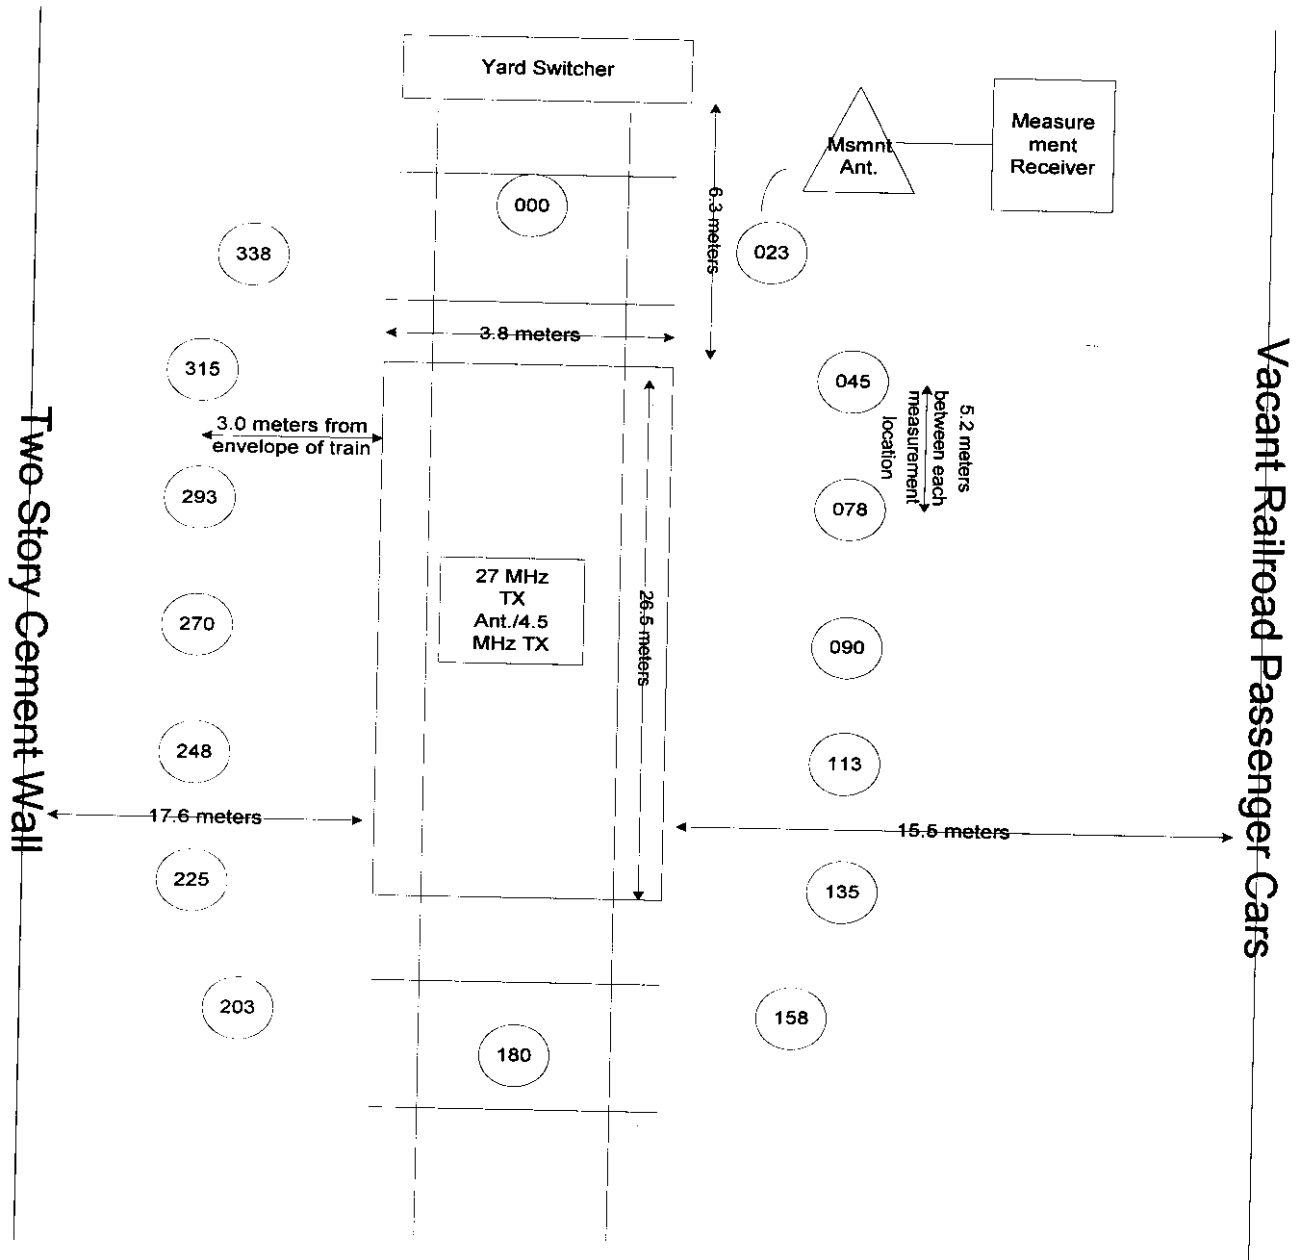 Yard Switcher
Msmnt
Ant.
Measure
ment
Receiver
000
6.3 meters
338
023
3.8 meters
315
045
3.0 meters from
envelope of train
5.2 meters
between each
measurement
location
293
078
Two Story Cement Wall
Vacant Railroad Passenger Cars
27 MHz
TX
Ant./4.5
MHz TX
26.5 meters
270
090
248
113
17.6 meters
15.5 meters
225
135
203
158
180